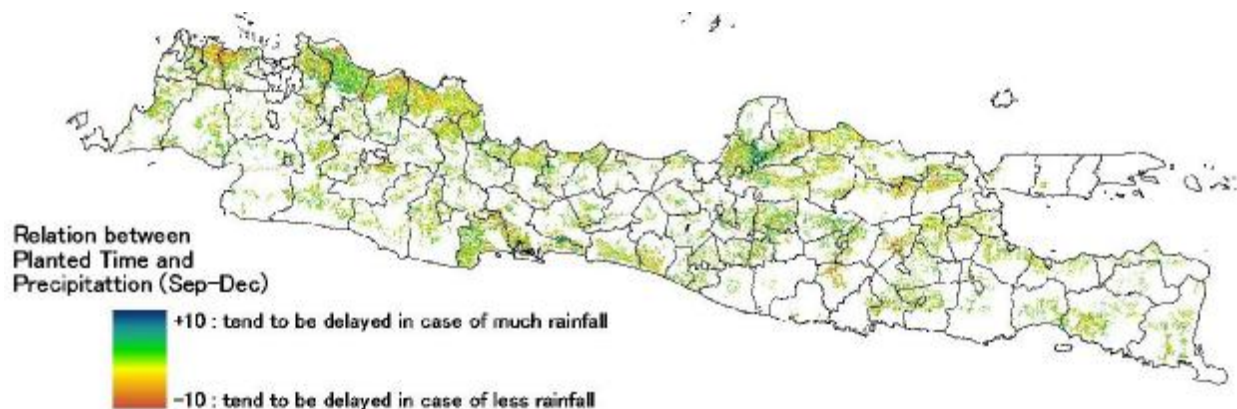 Relation between
Planted Time and
Precipitattion (Sep-Dec)
+10 : tend to be delayed in case of much rainfall
-10 : tend to be delayed in case of less rainfall